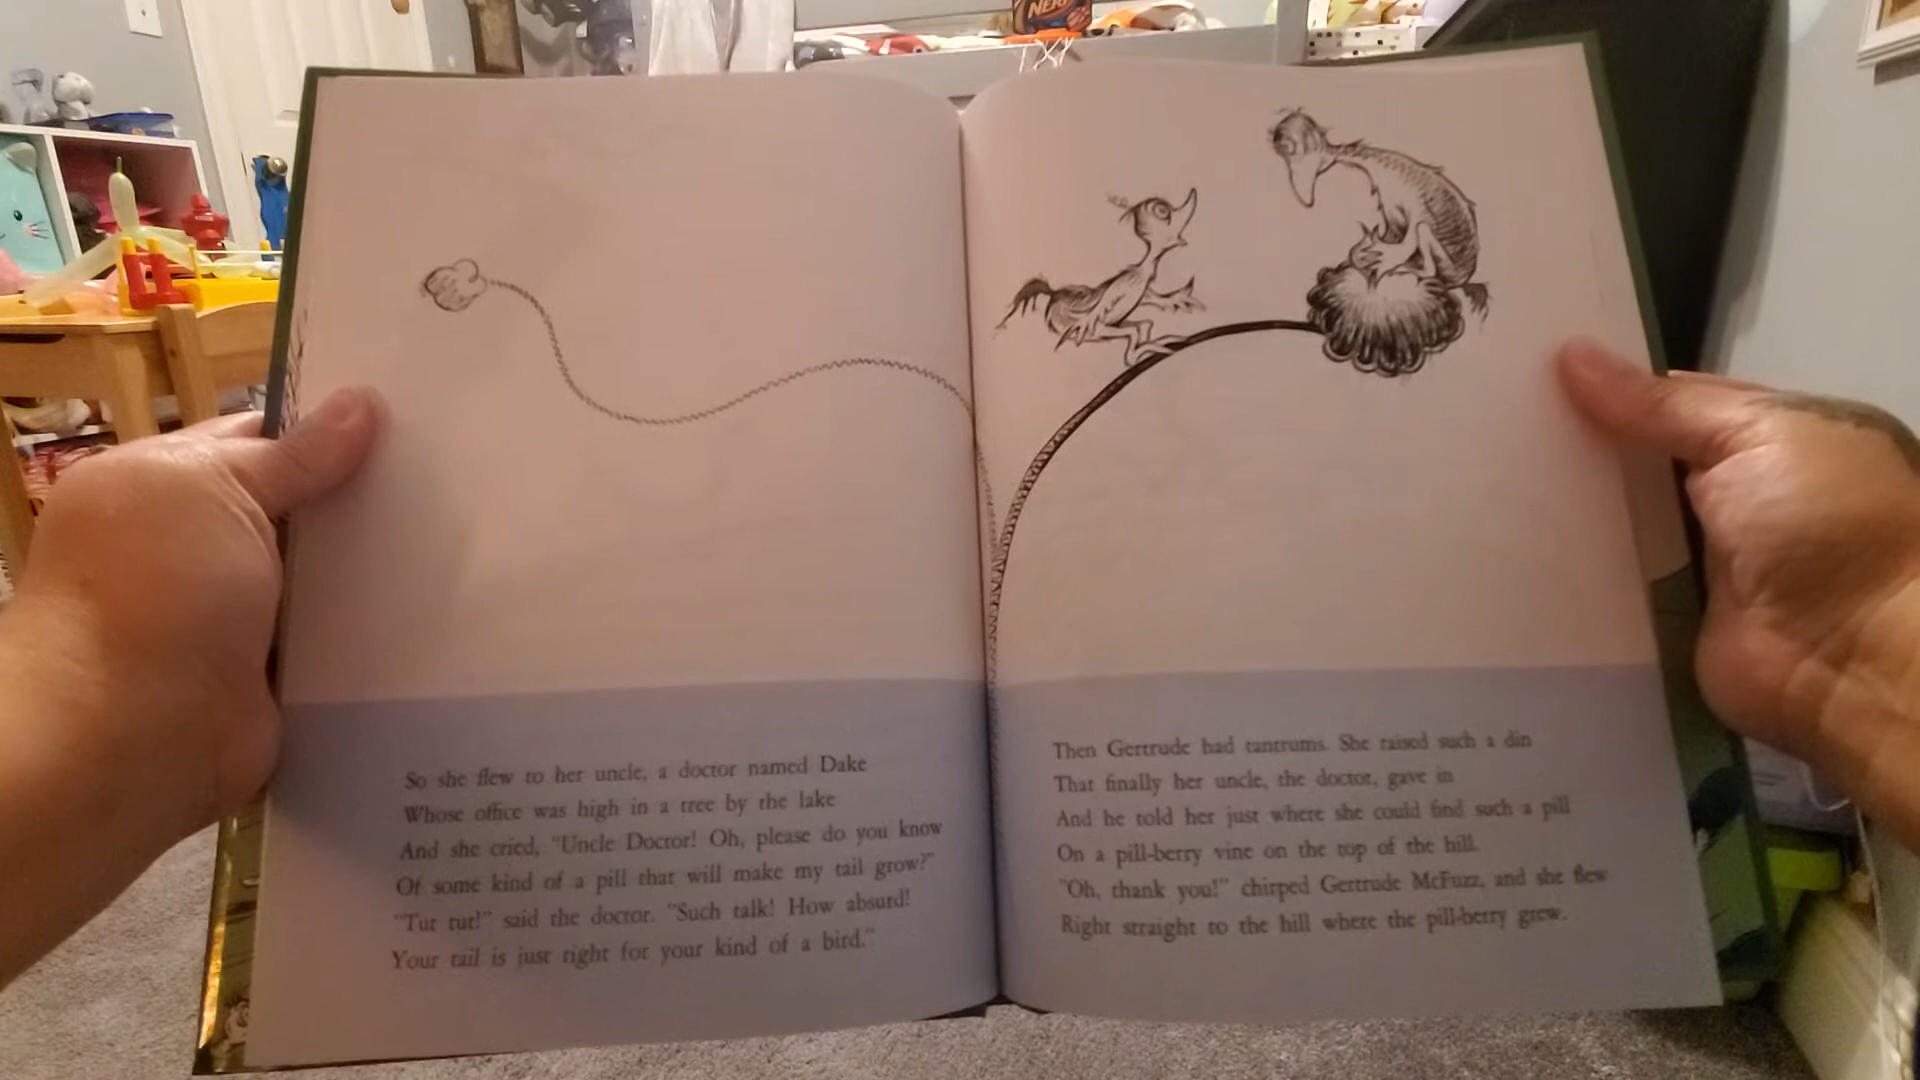 NERF
So she flew to her uncle, a doctor named Dake
Whose office was high in a tree by the lake
And she cried, "Uncle Doctor! Oh, please do you know
Of some kind of a pill that will make my tail grow?"
"Tut tut!" said the doctor. "Such talk! How absurd!
Your tail is just right for your kind of a bird."
Then Gertrude had tantrums. She raised such a din
That finally her uncle, the doctor, gave in
And he told her just where she could find such a pill
On a pill-berry vine on the top of the hill.
"Oh, thank you!" chirped Gertrude McFuzz, and she flew
Right straight to the hill where the pill-berry grew.